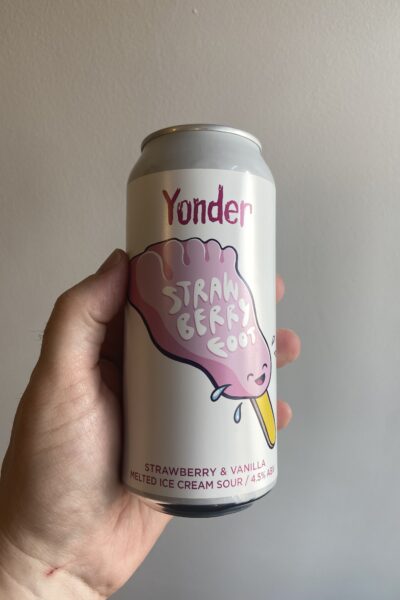 Yonder
STRAW
BERRY
FOOT
STRAWBERRY & VANILLA
MELTED ICE CREAM SOUR / 4.5% ABV